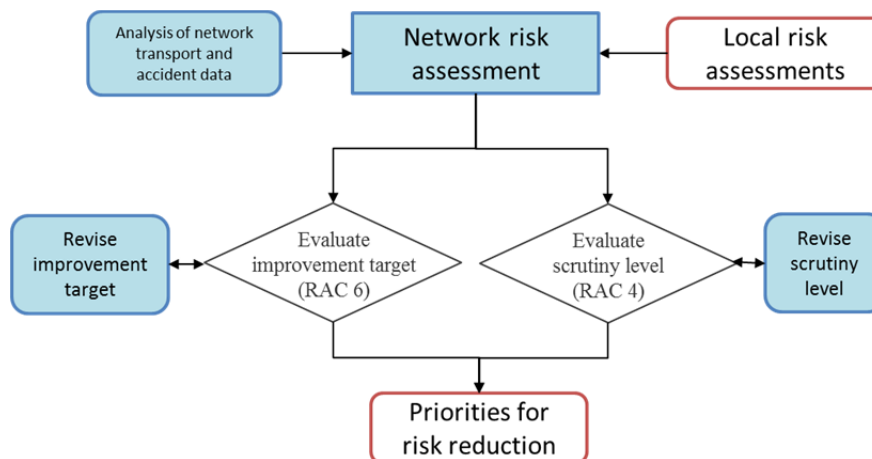 Analysis of network
transport and
accident data
Network risk
assessment
Local risk
assessments
Revise
improvement
target
Evaluate
improvement target
(RAC 6)
Evaluate
scrutiny level
(RAC 4)
Revise
scrutiny
level
Priorities for
risk reduction